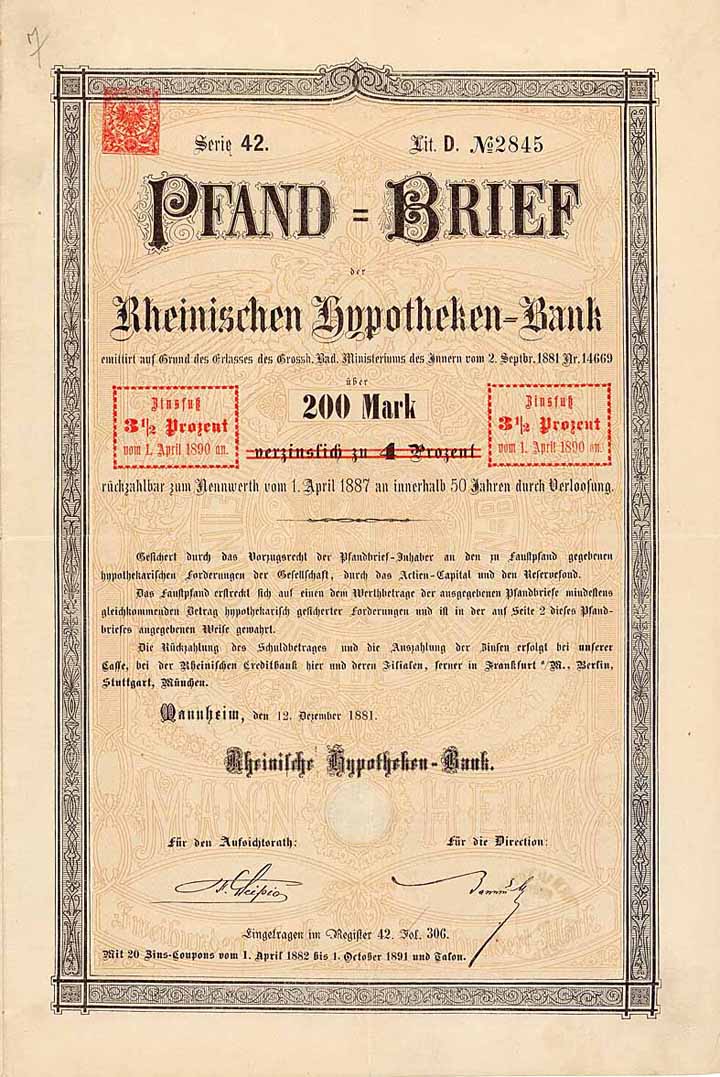 7
Serie 42. Lit. D. № 2845
PFAND = BRIEF
der
Rheinischen Hypotheken-Bank
emittirt auf Grund des Erlasses des Grossh. Bad. Ministeriums des Innern vom 2. Septbr. 1881 Nr. 14669
über
200 Mark
Zinsfuß
3½ Prozent
vom 1. April 1890 an.
verzinslich zu 4 Prozent
Zinsfuß
3½ Prozent
vom 1. April 1890 an.
rückzahlbar zum Nennwerth vom 1. April 1887 an innerhalb 50 Jahren durch Verloosung.
Gesichert durch das Vorzugsrecht der Pfandbrief-Inhaber an den zu Faustpfand gegebenen
hypothekarischen Forderungen der Gesellschaft, durch das Actien-Capital und den Reservefond.
Das Faustpfand erstreckt sich auf einen dem Werthbetrage der ausgegebenen Pfandbriefe mindestens
gleichkommenden Betrag hypothekarisch gesicherter Forderungen und ist in der auf Seite 2 dieses Pfand-
briefes angegebenen Weise gewahrt.
Die Rückzahlung des Schuldbetrages und die Auszahlung der Zinsen erfolgt bei unserer
Casse, bei der Rheinischen Creditbank hier und deren Filialen, ferner in Frankfurt a/M., Berlin,
Stuttgart, München.
Mannheim, den 12. Dezember 1881.
Rheinische Hypotheken-Bank.
MANNHEIM
Für den Aufsichtsrath: Für die Direction:
Zweihundert Mark
Eingetragen im Register 42. Fol. 306.
Mit 20 Zins-Coupons vom 1. April 1882 bis 1. October 1891 und Talon.